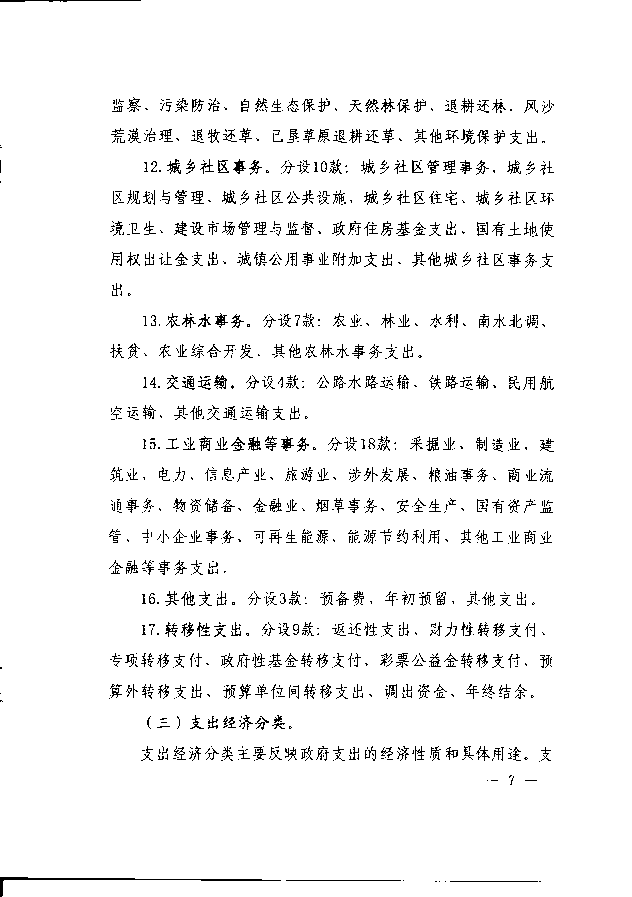 监察、污染防治、自然生态保护、天然林保护、退耕还林、风沙
荒漠治理、退牧还草、已垦草原退耕还草、其他环境保护支出。
12.城乡社区事务。分设10款：城乡社区管理事务、城乡社
区规划与管理、城乡社区公共设施、城乡社区住宅、城乡社区环
境卫生、建设市场管理与监督、政府住房基金支出、国有土地使
用权出让金支出、城镇公用事业附加支出、其他城乡社区事务支
出。
13.农林水事务。分设7款：农业、林业、水利、南水北调、
扶贫、农业综合开发、其他农林水事务支出。
14.交通运输。分设4款：公路水路运输、铁路运输、民用航
空运输、其他交通运输支出。
15.工业商业金融等事务。分设18款：采掘业、制造业、建
筑业、电力、信息产业、旅游业、涉外发展、粮油事务、商业流
通事务、物资储备、金融业、烟草事务、安全生产、国有资产监
管、中小企业事务、可再生能源、能源节约利用、其他工业商业
金融等事务支出。
16.其他支出。分设3款：预备费、年初预留、其他支出。
17.转移性支出。分设9款：返还性支出、财力性转移支付、
专项转移支付、政府性基金转移支付、彩票公益金转移支付、预
算外转移支出、预算单位间转移支出、调出资金、年终结余。
（三）支出经济分类。
支出经济分类主要反映政府支出的经济性质和具体用途。支
— 7 —